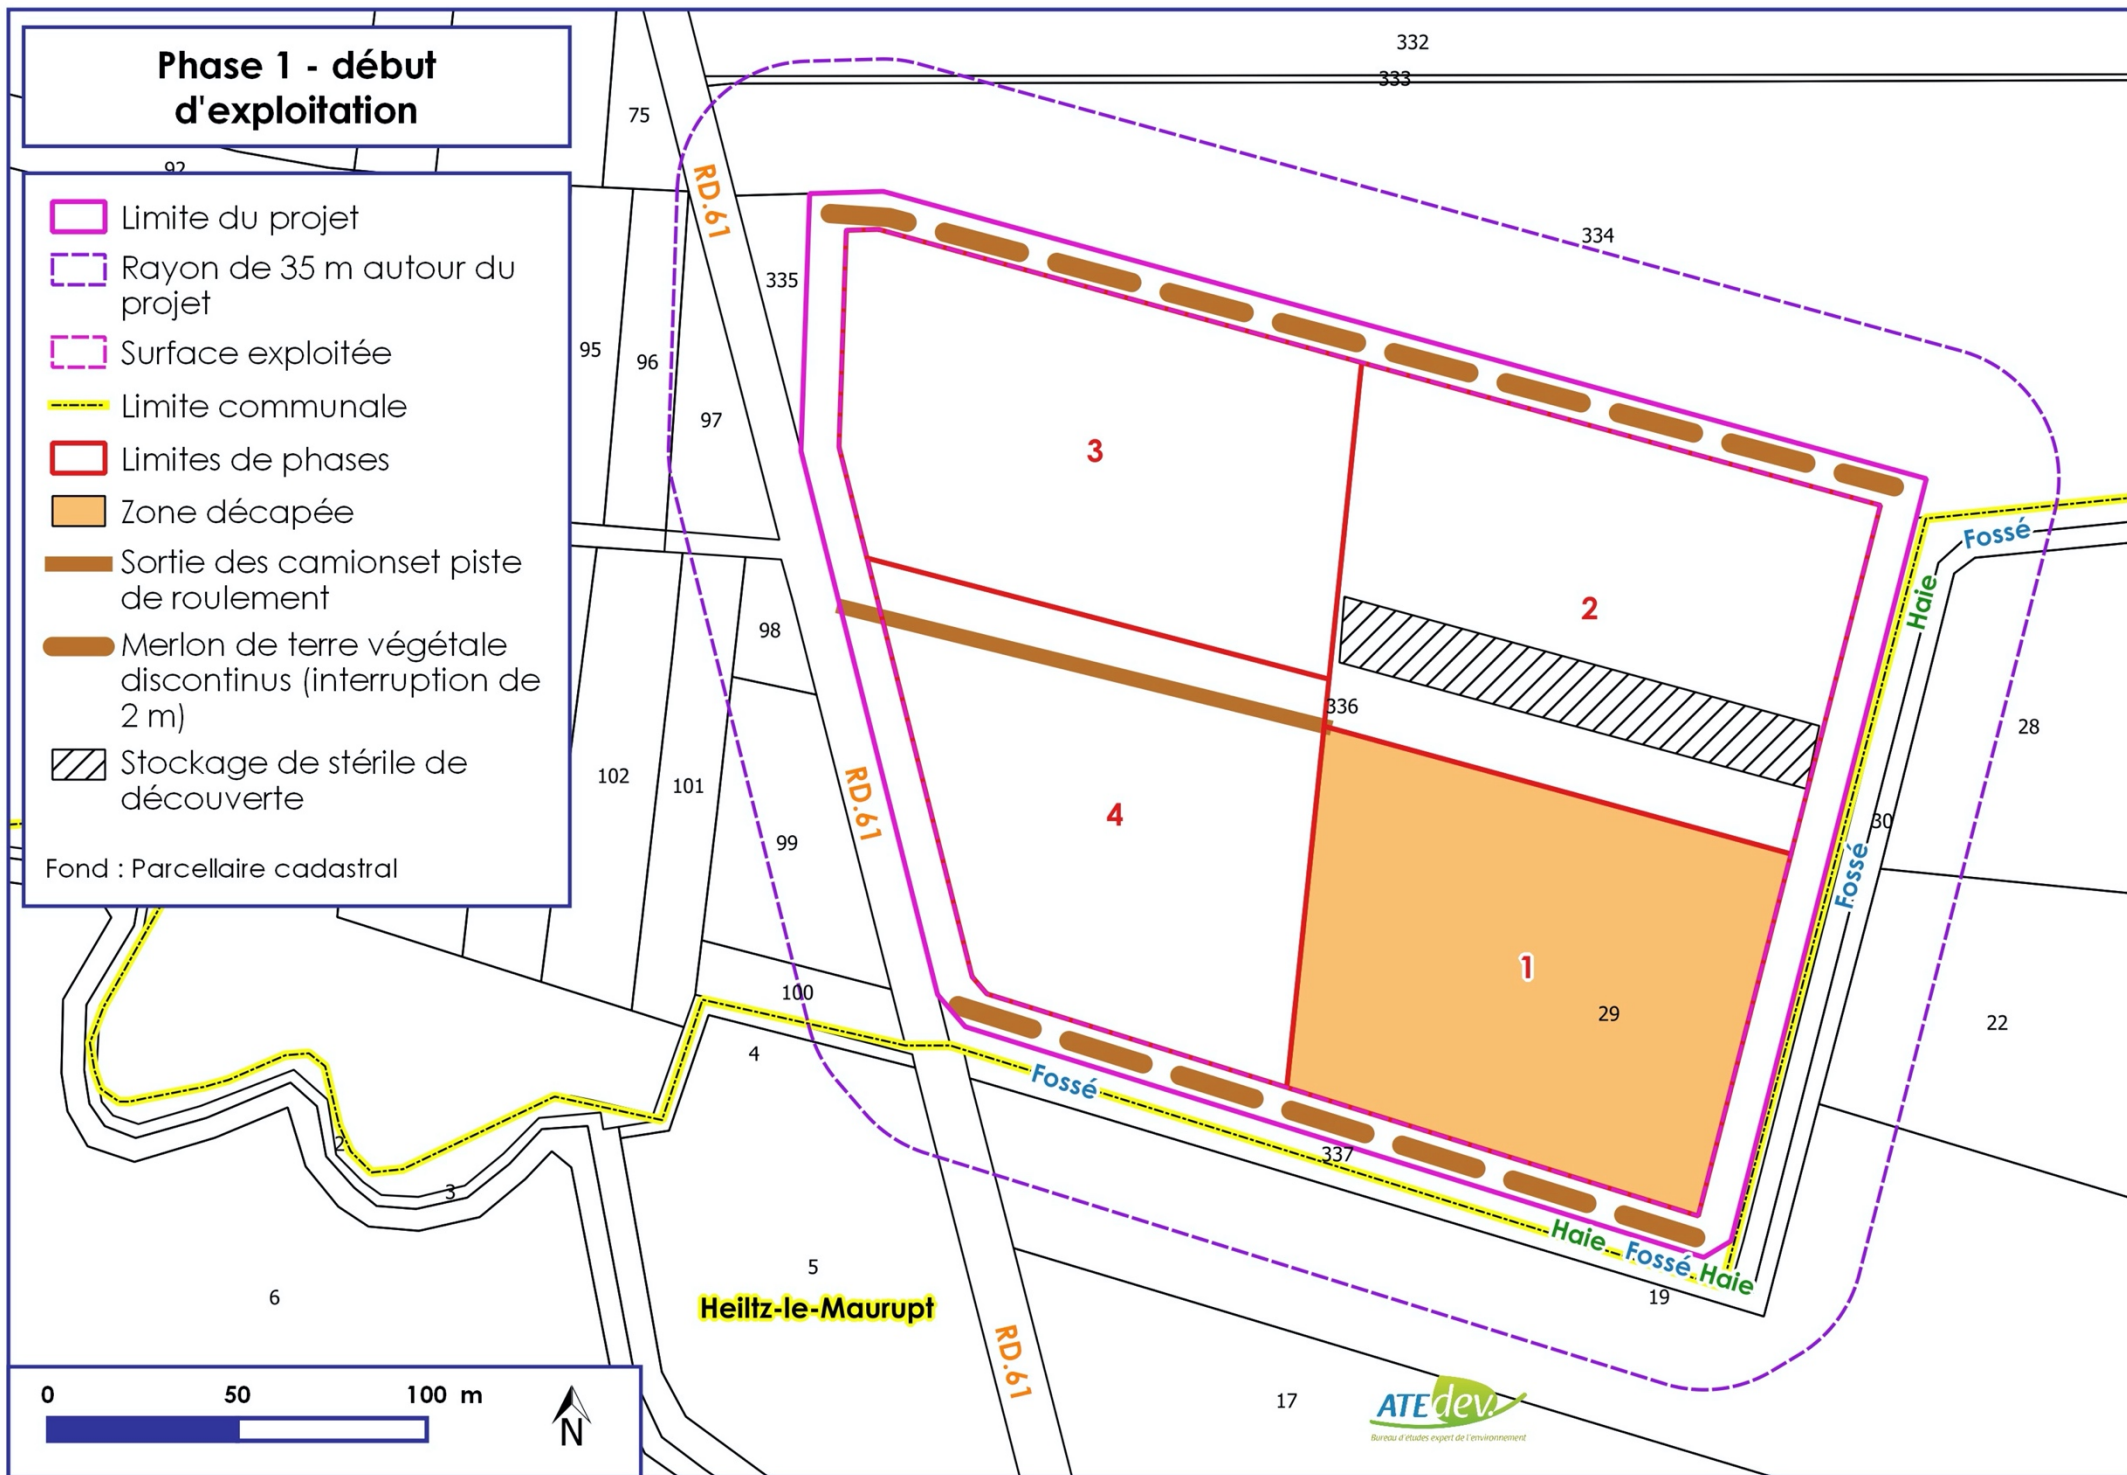 Phase 1 - début
d'exploitation
Limite du projet
Rayon de 35 m autour du
projet
Surface exploitée
Limite communale
Limites de phases
Zone décapée
Sortie des camionset piste
de roulement
Merlon de terre végétale
discontinus (interruption de
2 m)
Stockage de stérile de
découverte
Fond : Parcellaire cadastral
332
333
75
92
RD.61
334
335
95
96
97
3
2
Fossé
Haie
98
336
28
102
101
RD.61
4
99
30
Fossé
1
29
100
22
4
Fossé
2
337
3
Haie
Fossé
Haie
5
19
6
Heiltz-le-Maurupt
RD.61
17
0 50 100 m
N
ATEdev.
Bureau d'études expert de l'environnement